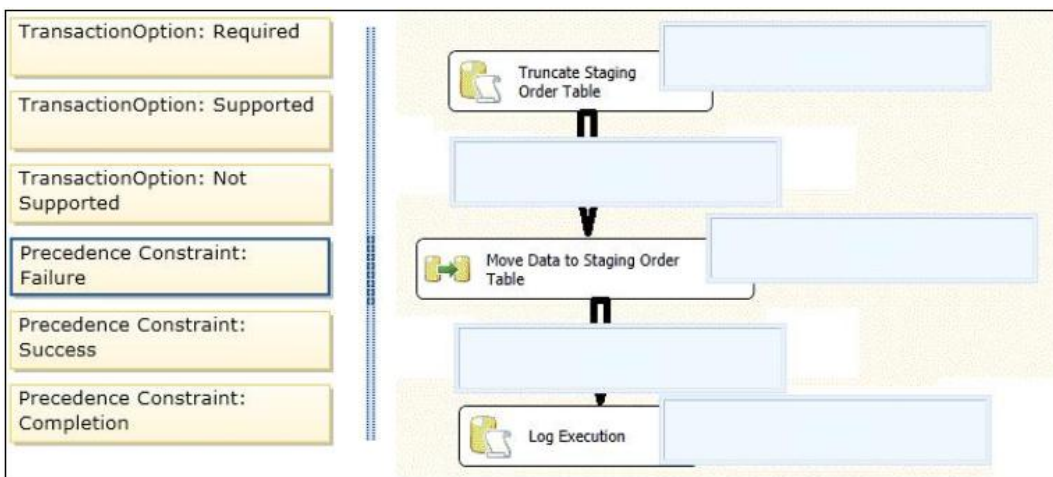 TransactionOption: Required
TransactionOption: Supported
TransactionOption: Not
Supported
Precedence Constraint:
Failure
Precedence Constraint:
Success
Precedence Constraint:
Completion
Truncate Staging
Order Table
Move Data to Staging Order
Table
Log Execution